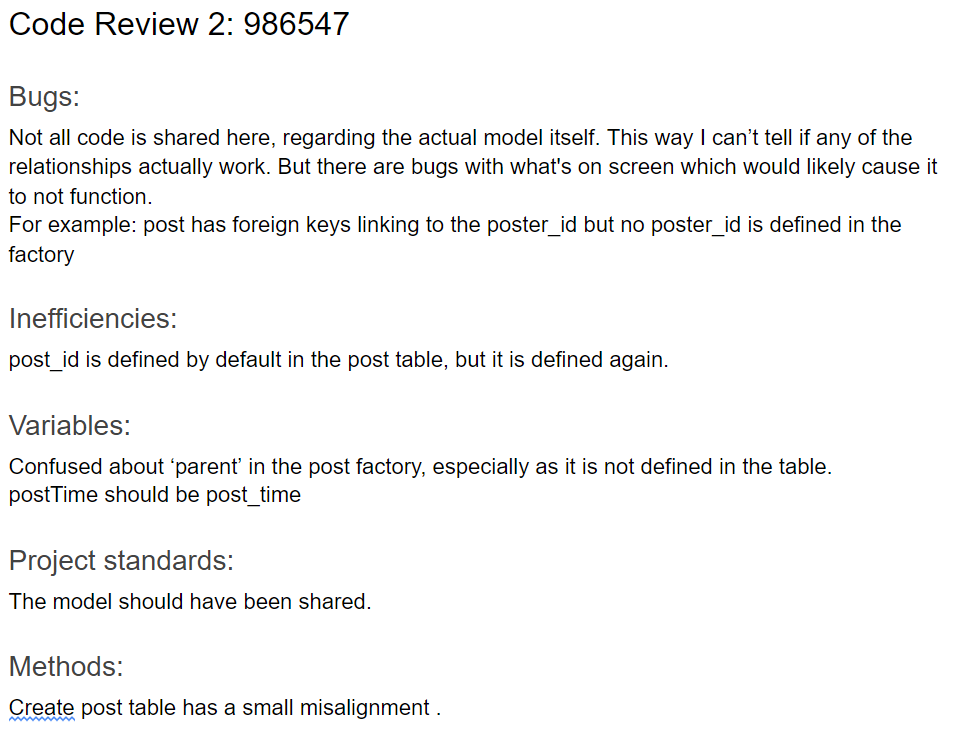 Code Review 2: 986547
Bugs:
Not all code is shared here, regarding the actual model itself. This way I can’t tell if any of the
relationships actually work. But there are bugs with what's on screen which would likely cause it
to not function.
For example: post has foreign keys linking to the poster_id but no poster_id is defined in the
factory
Inefficiencies:
post_id is defined by default in the post table, but it is defined again.
Variables:
Confused about ‘parent’ in the post factory, especially as it is not defined in the table.
postTime should be post_time
Project standards:
The model should have been shared.
Methods:
Create post table has a small misalignment .